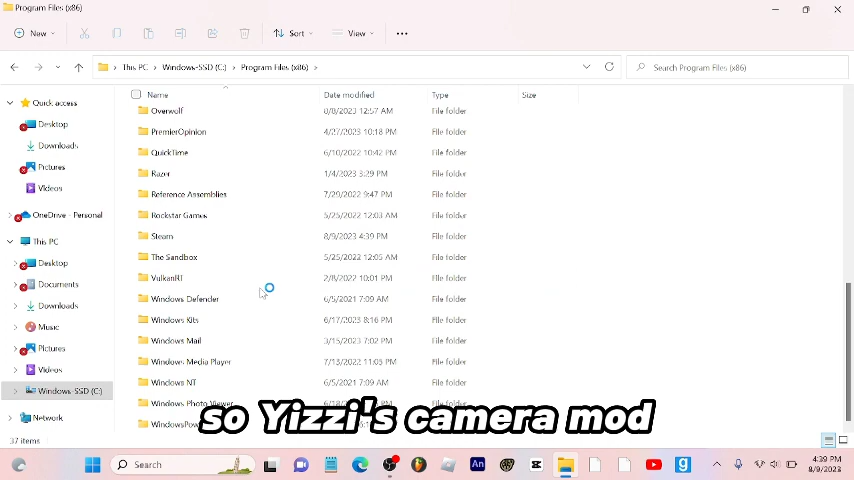 Program Files (x86)
New
Sort
View
This PC > Windows-SSD (C:) > Program Files (x86) >
Search Program Files (x86)
Name Date modified Type Size
Quick access
Desktop
Downloads
Pictures
Videos
OneDrive - Personal
This PC
Desktop
Documents
Downloads
Music
Pictures
Videos
Windows-SSD (C:)
Network
Overwolf 8/8/2023 12:57 AM File folder
PremierOpinion 4/27/2023 10:18 PM File folder
QuickTime 6/10/2022 10:42 PM File folder
Razer 1/4/2023 3:29 PM File folder
Reference Assemblies 7/29/2022 9:47 PM File folder
Rockstar Games 5/25/2022 12:03 AM File folder
Steam 8/9/2023 4:39 PM File folder
The Sandbox 5/25/2022 12:05 AM File folder
VulkanRT 2/8/2022 10:01 PM File folder
Windows Defender 6/5/2021 7:09 AM File folder
Windows Kits 6/17/2023 8:16 PM File folder
Windows Mail 3/15/2023 7:02 PM File folder
Windows Media Player 7/13/2022 11:03 PM File folder
Windows NT 6/5/2021 7:09 AM File folder
Windows Photo Viewer
so Yizzi's camera mod
37 items
Search
An
4:39 PM
8/9/2023